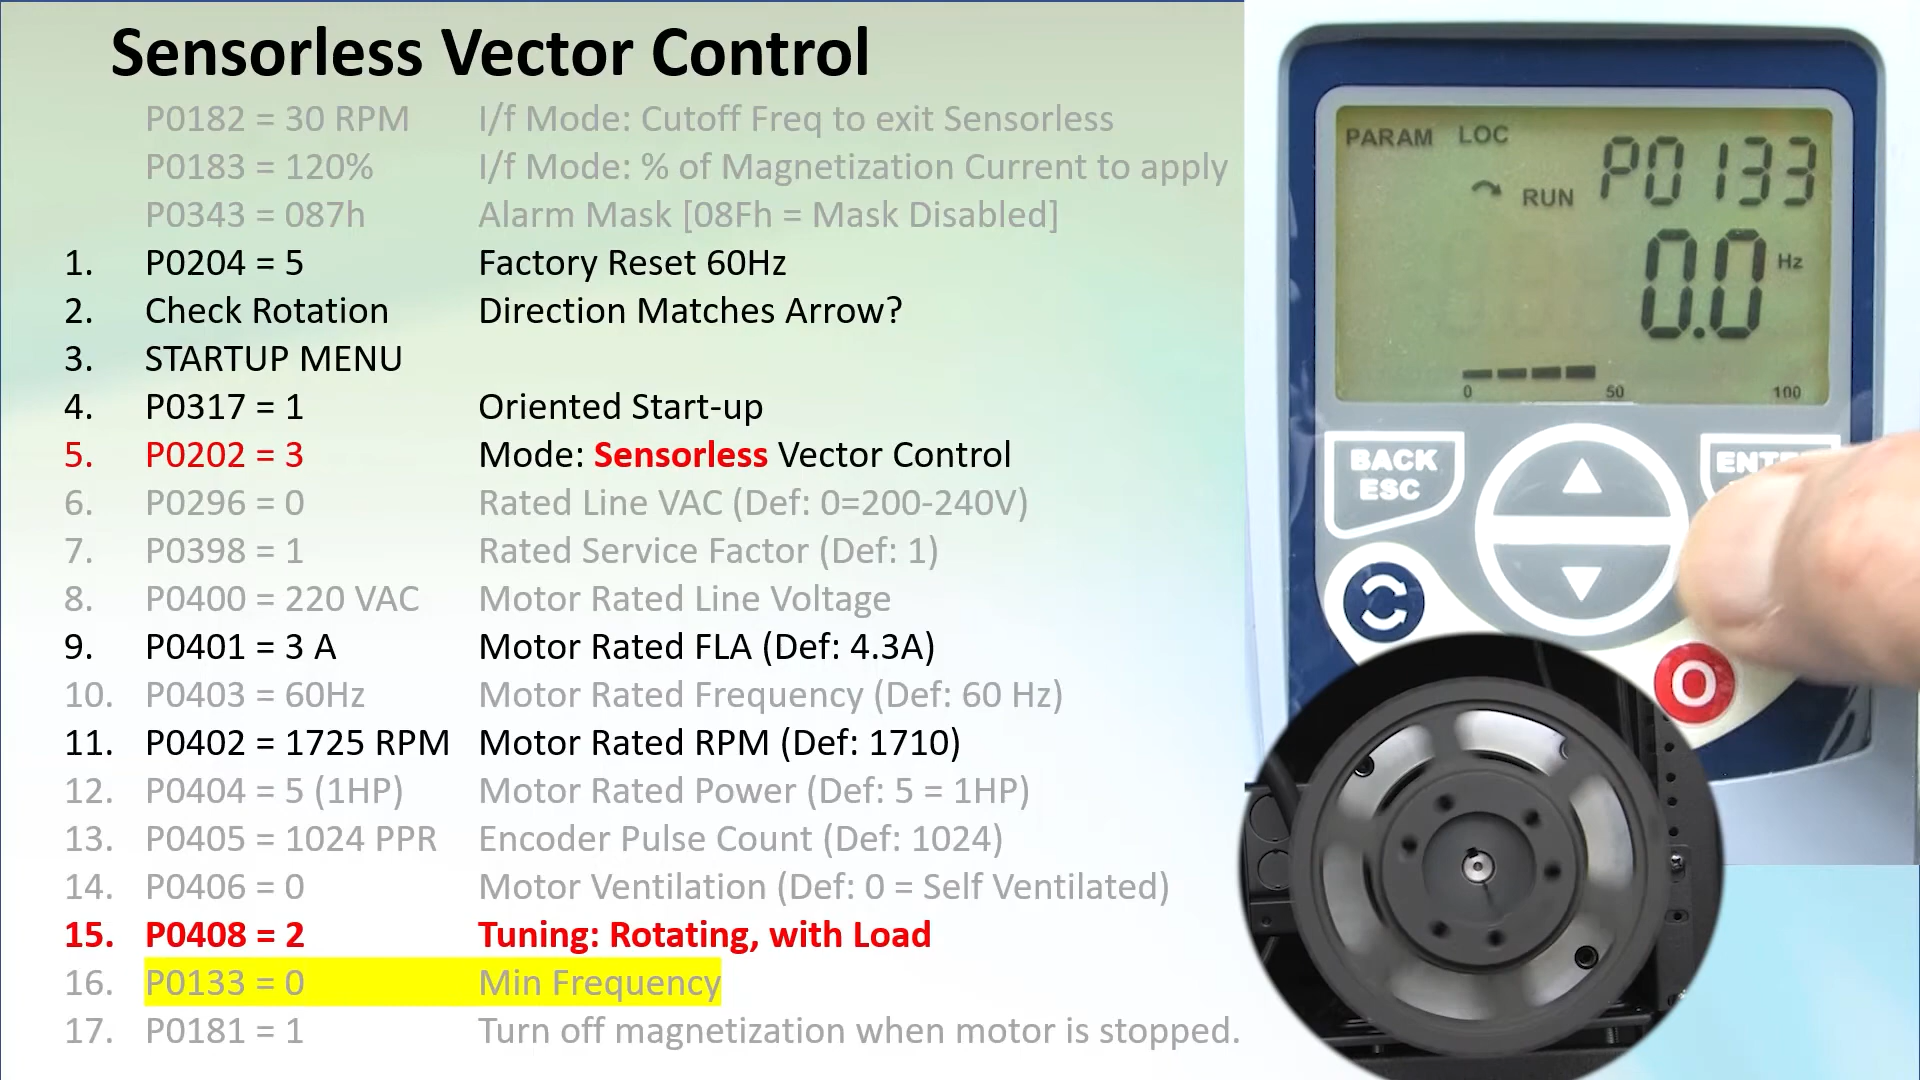 Sensorless Vector Control
P0182 = 30 RPM I/f Mode: Cutoff Freq to exit Sensorless
P0183 = 120% I/f Mode: % of Magnetization Current to apply
P0343 = 087h Alarm Mask [08Fh = Mask Disabled]
1. P0204 = 5 Factory Reset 60Hz
2. Check Rotation Direction Matches Arrow?
3. STARTUP MENU
4. P0317 = 1 Oriented Start-up
5. P0202 = 3 Mode: Sensorless Vector Control
6. P0296 = 0 Rated Line VAC (Def: 0=200-240V)
7. P0398 = 1 Rated Service Factor (Def: 1)
8. P0400 = 220 VAC Motor Rated Line Voltage
9. P0401 = 3 A Motor Rated FLA (Def: 4.3A)
10. P0403 = 60Hz Motor Rated Frequency (Def: 60 Hz)
11. P0402 = 1725 RPM Motor Rated RPM (Def: 1710)
12. P0404 = 5 (1HP) Motor Rated Power (Def: 5 = 1HP)
13. P0405 = 1024 PPR Encoder Pulse Count (Def: 1024)
14. P0406 = 0 Motor Ventilation (Def: 0 = Self Ventilated)
15. P0408 = 2 Tuning: Rotating, with Load
16. P0133 = 0 Min Frequency
17. P0181 = 1 Turn off magnetization when motor is stopped.
PARAM LOC
RUN P0133
0.0 Hz
0 50 100
BACK
ESC